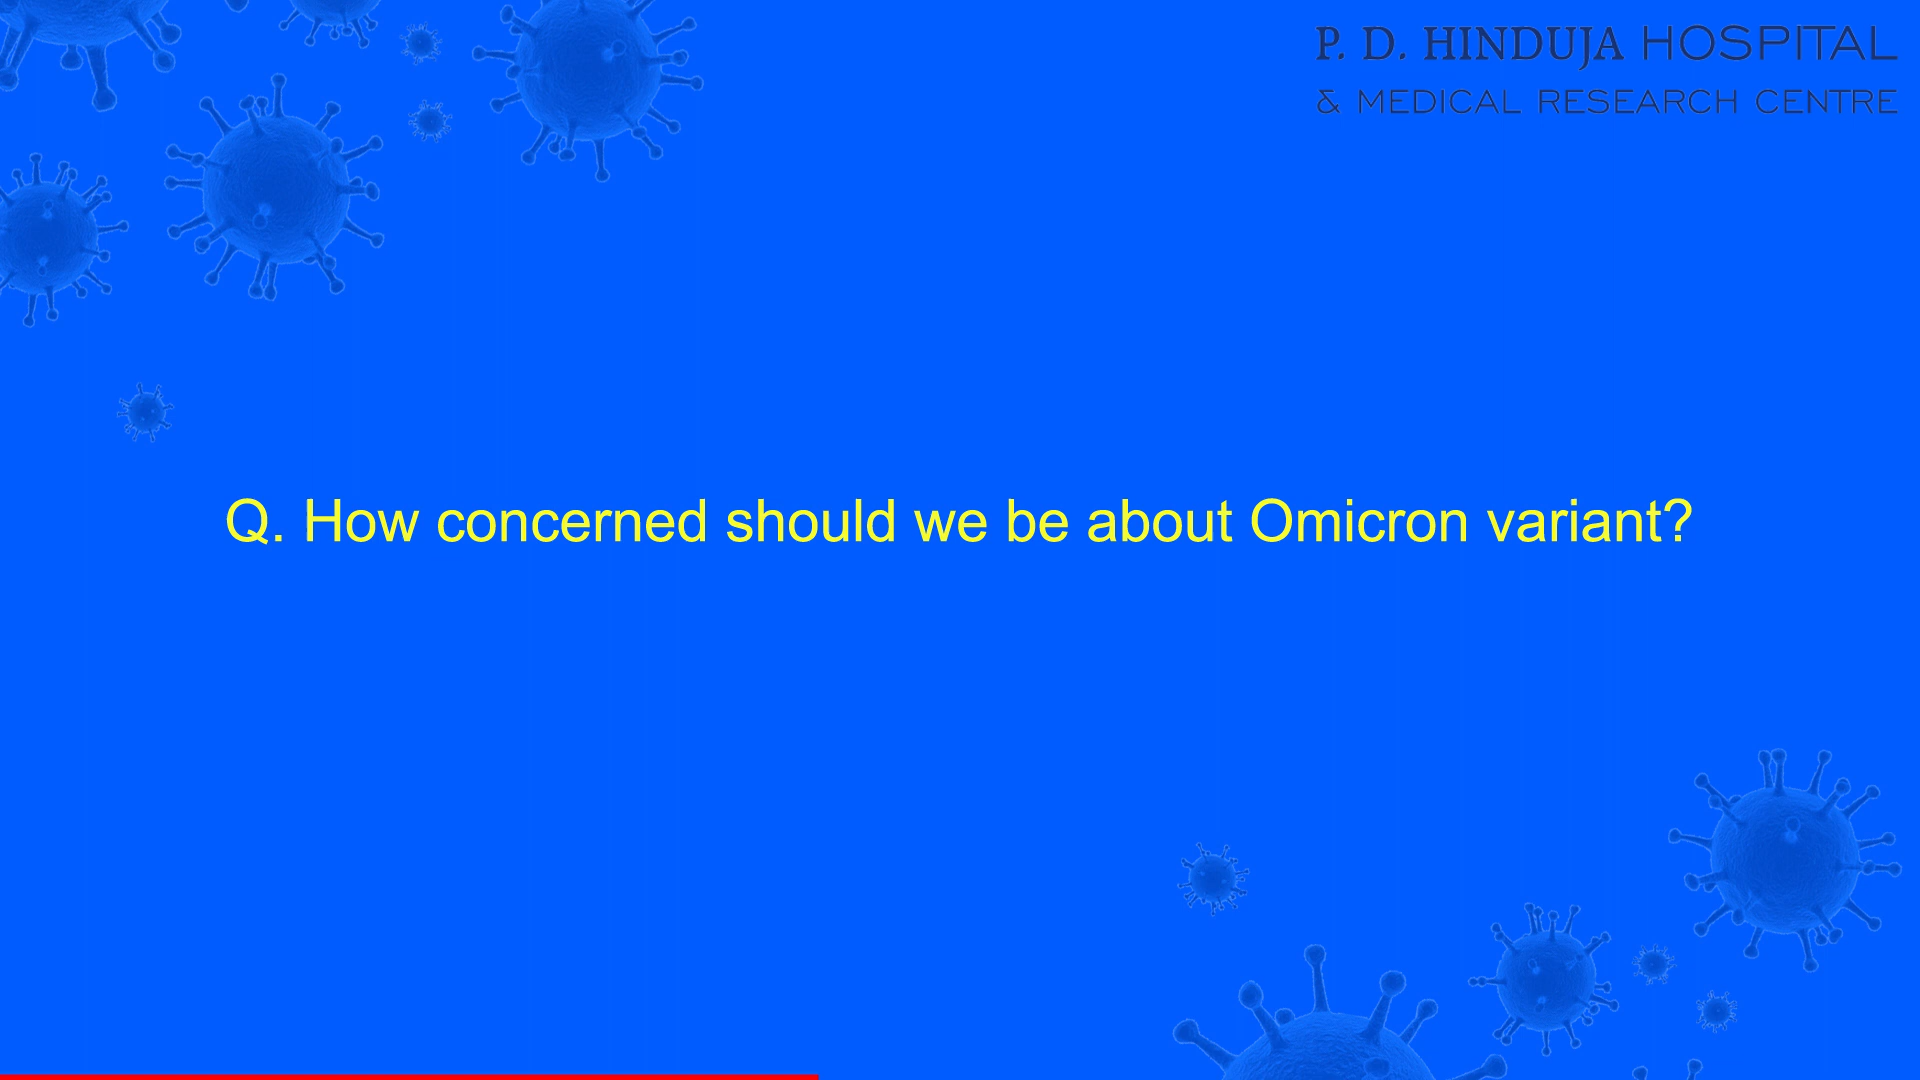 P. D. HINDUJA HOSPITAL
& MEDICAL RESEARCH CENTRE
Q. How concerned should we be about Omicron variant?